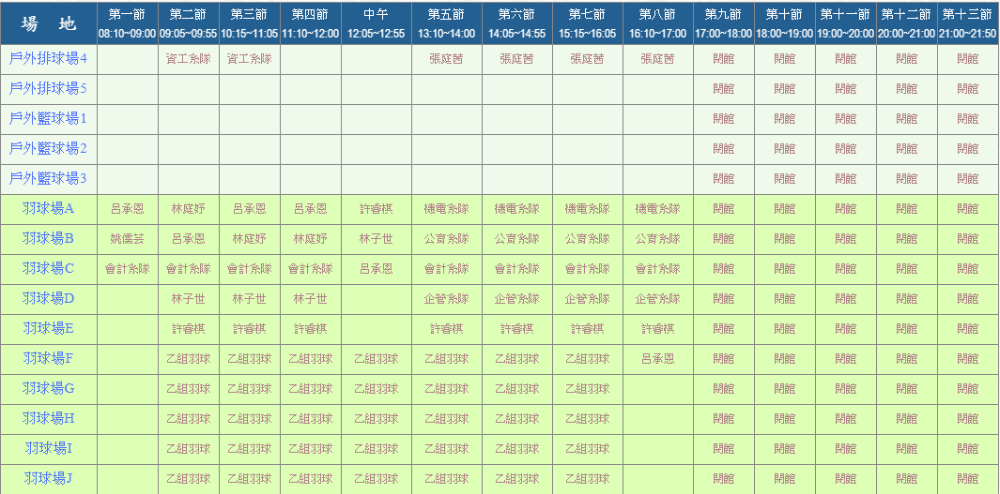 場 地 第一節 第二節 第三節 第四節 中午 第五節 第六節 第七節 第八節 第九節 第十節 第十一節 第十二節 第十三節
08:10~09:00 09:05~09:55 10:15~11:05 11:10~12:00 12:05~12:55 13:10~14:00 14:05~14:55 15:15~16:05 16:10~17:00 17:00~18:00 18:00~19:00 19:00~20:00 20:00~21:00 21:00~21:50
戶外排球場4 資工系隊 資工系隊 張庭茜 張庭茜 張庭茜 張庭茜 閉館 閉館 閉館 閉館 閉館
戶外排球場5 閉館 閉館 閉館 閉館 閉館
戶外籃球場1 閉館 閉館 閉館 閉館 閉館
戶外籃球場2 閉館 閉館 閉館 閉館 閉館
戶外籃球場3 閉館 閉館 閉館 閉館 閉館
羽球場A 呂承恩 林庭妤 呂承恩 呂承恩 許睿棋 機電系隊 機電系隊 機電系隊 機電系隊 閉館 閉館 閉館 閉館 閉館
羽球場B 姚儒芸 呂承恩 林庭妤 林庭妤 林子世 公育系隊 公育系隊 公育系隊 公育系隊 閉館 閉館 閉館 閉館 閉館
羽球場C 會計系隊 會計系隊 會計系隊 會計系隊 呂承恩 會計系隊 會計系隊 會計系隊 會計系隊 閉館 閉館 閉館 閉館 閉館
羽球場D 林子世 林子世 林子世 企管系隊 企管系隊 企管系隊 企管系隊 閉館 閉館 閉館 閉館 閉館
羽球場E 許睿棋 許睿棋 許睿棋 許睿棋 許睿棋 許睿棋 許睿棋 閉館 閉館 閉館 閉館 閉館
羽球場F 乙組羽球 乙組羽球 乙組羽球 乙組羽球 乙組羽球 乙組羽球 乙組羽球 呂承恩 閉館 閉館 閉館 閉館 閉館
羽球場G 乙組羽球 乙組羽球 乙組羽球 乙組羽球 乙組羽球 乙組羽球 乙組羽球 閉館 閉館 閉館 閉館 閉館
羽球場H 乙組羽球 乙組羽球 乙組羽球 乙組羽球 乙組羽球 乙組羽球 乙組羽球 閉館 閉館 閉館 閉館 閉館
羽球場I 乙組羽球 乙組羽球 乙組羽球 乙組羽球 乙組羽球 乙組羽球 乙組羽球 閉館 閉館 閉館 閉館 閉館
羽球場J 乙組羽球 乙組羽球 乙組羽球 乙組羽球 乙組羽球 乙組羽球 乙組羽球 閉館 閉館 閉館 閉館 閉館